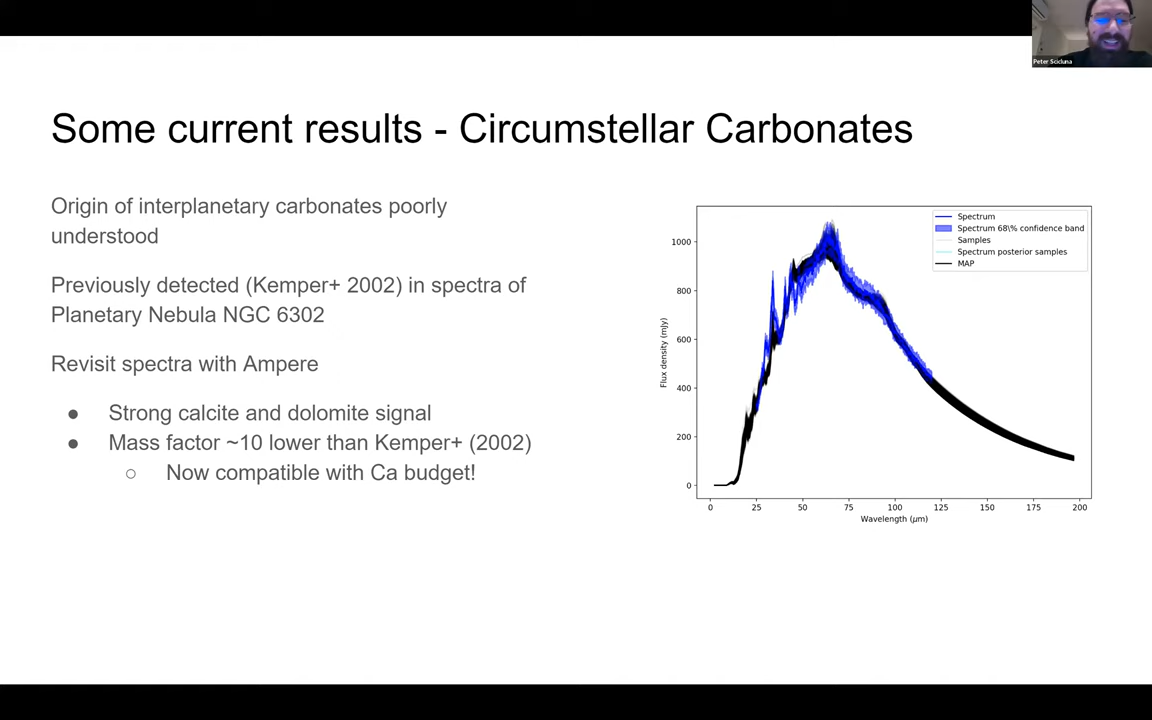 Peter Scicluna
Some current results - Circumstellar Carbonates
Origin of interplanetary carbonates poorly
understood
Previously detected (Kemper+ 2002) in spectra of
Planetary Nebula NGC 6302
Revisit spectra with Ampere
● Strong calcite and dolomite signal
● Mass factor ~10 lower than Kemper+ (2002)
○ Now compatible with Ca budget!
Spectrum
Spectrum 68\% confidence band
Samples
Spectrum posterior samples
MAP
Flux density (mJy)
1000
800
600
400
200
0
0 25 50 75 100 125 150 175 200
Wavelength (μm)